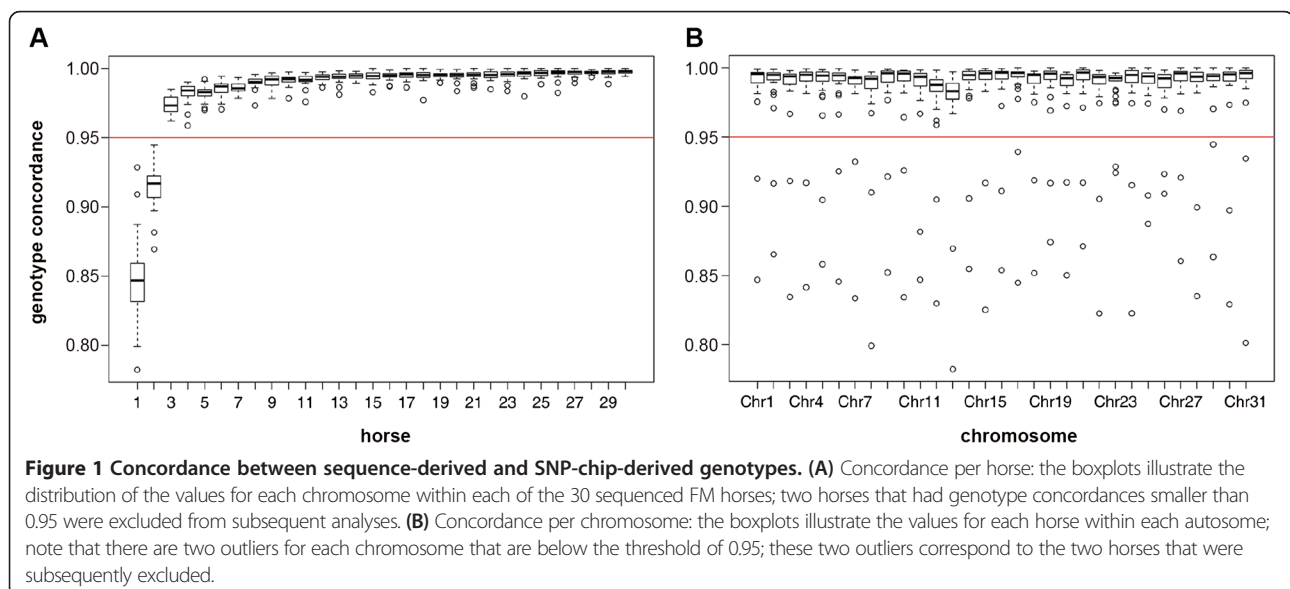 A
B
genotype concordance
1.00
0.95
0.90
0.85
0.80
1 3 5 7 9 11 13 15 17 19 21 23 25 27 29
horse
1.00
0.95
0.90
0.85
0.80
Chr1 Chr4 Chr7 Chr11 Chr15 Chr19 Chr23 Chr27 Chr31
chromosome
Figure 1 Concordance between sequence-derived and SNP-chip-derived genotypes. (A) Concordance per horse: the boxplots illustrate the
distribution of the values for each chromosome within each of the 30 sequenced FM horses; two horses that had genotype concordances smaller than
0.95 were excluded from subsequent analyses. (B) Concordance per chromosome: the boxplots illustrate the values for each horse within each autosome;
note that there are two outliers for each chromosome that are below the threshold of 0.95; these two outliers correspond to the two horses that were
subsequently excluded.